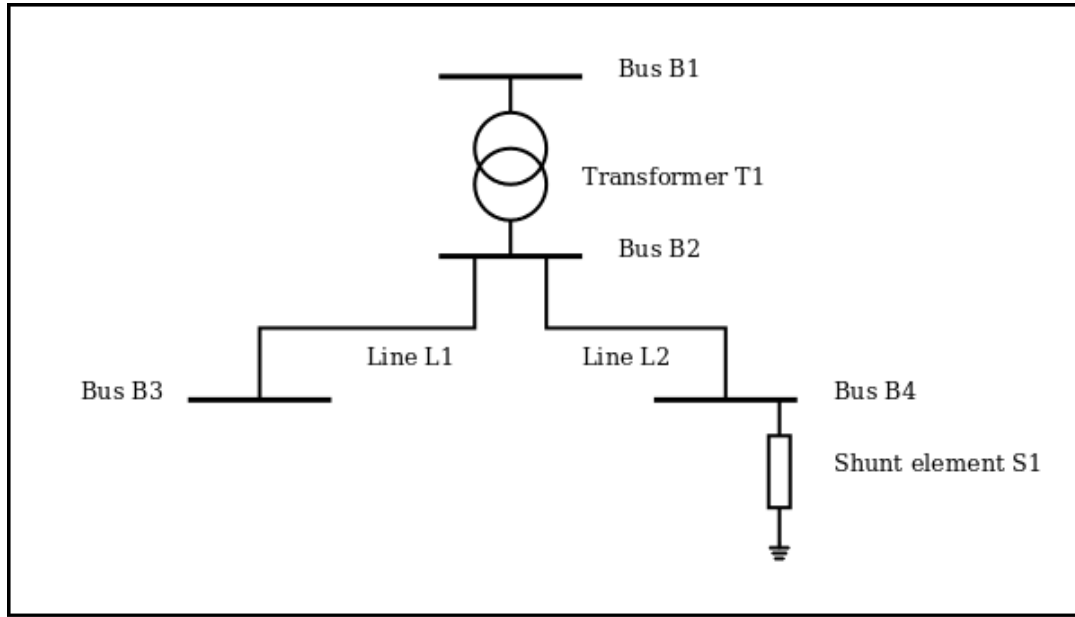 Bus B1
Transformer T1
Bus B2
Line L1
Line L2
Bus B3
Bus B4
Shunt element S1